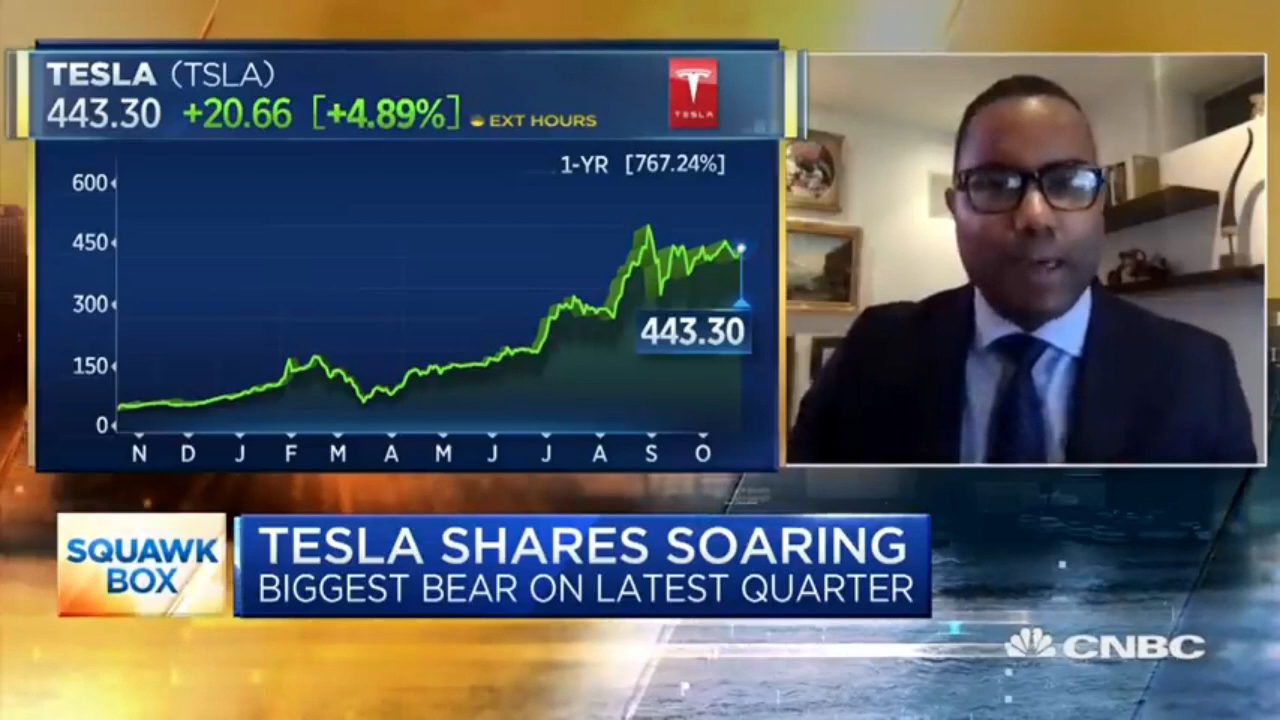 TESLA (TSLA)
443.30 +20.66 [+4.89%] EXT HOURS
TESLA
1-YR [767.24%]
600
450
300
150
0
443.30
N D J F M A M J J A S O
SQUAWK
BOX
TESLA SHARES SOARING
BIGGEST BEAR ON LATEST QUARTER
CNBC